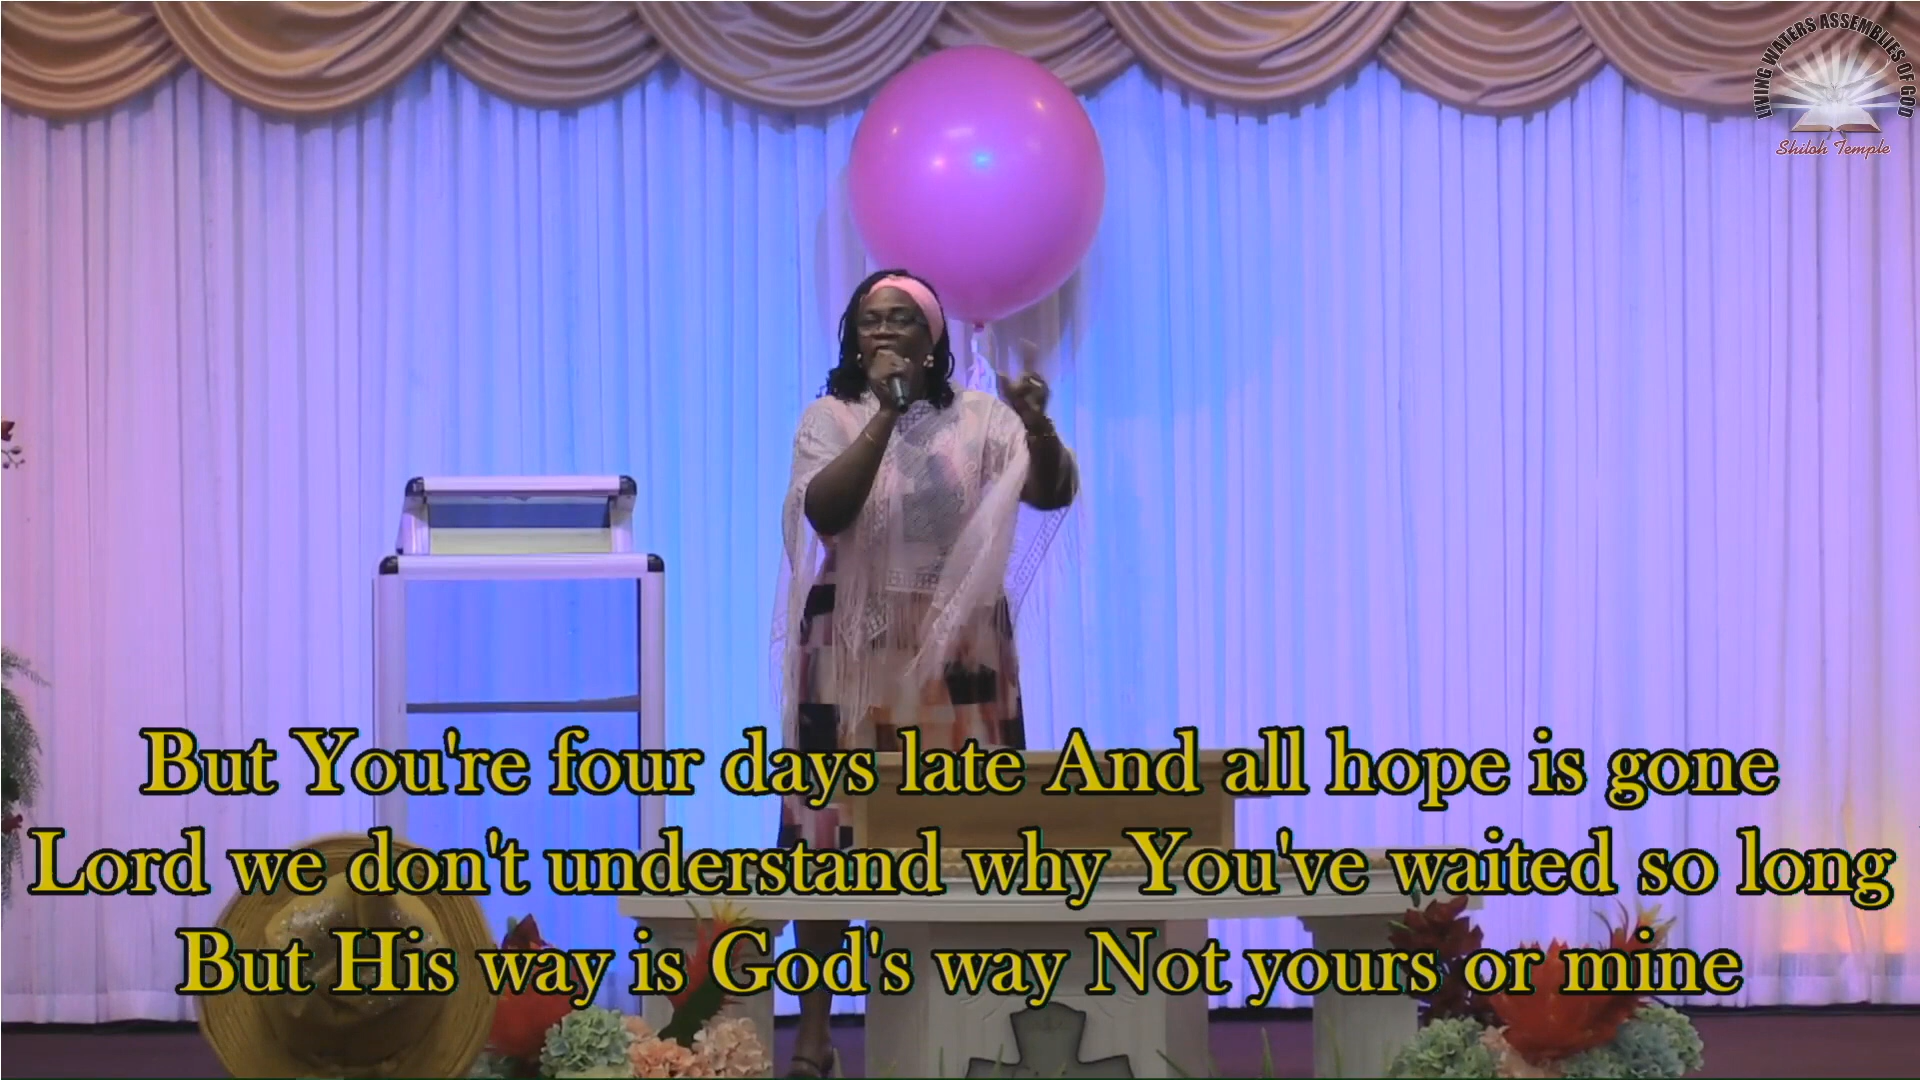 LIVING WATERS ASSEMBLIES OF GOD
Shiloh Temple
But You're four days late And all hope is gone
Lord we don't understand why You've waited so long
But His way is God's way Not yours or mine